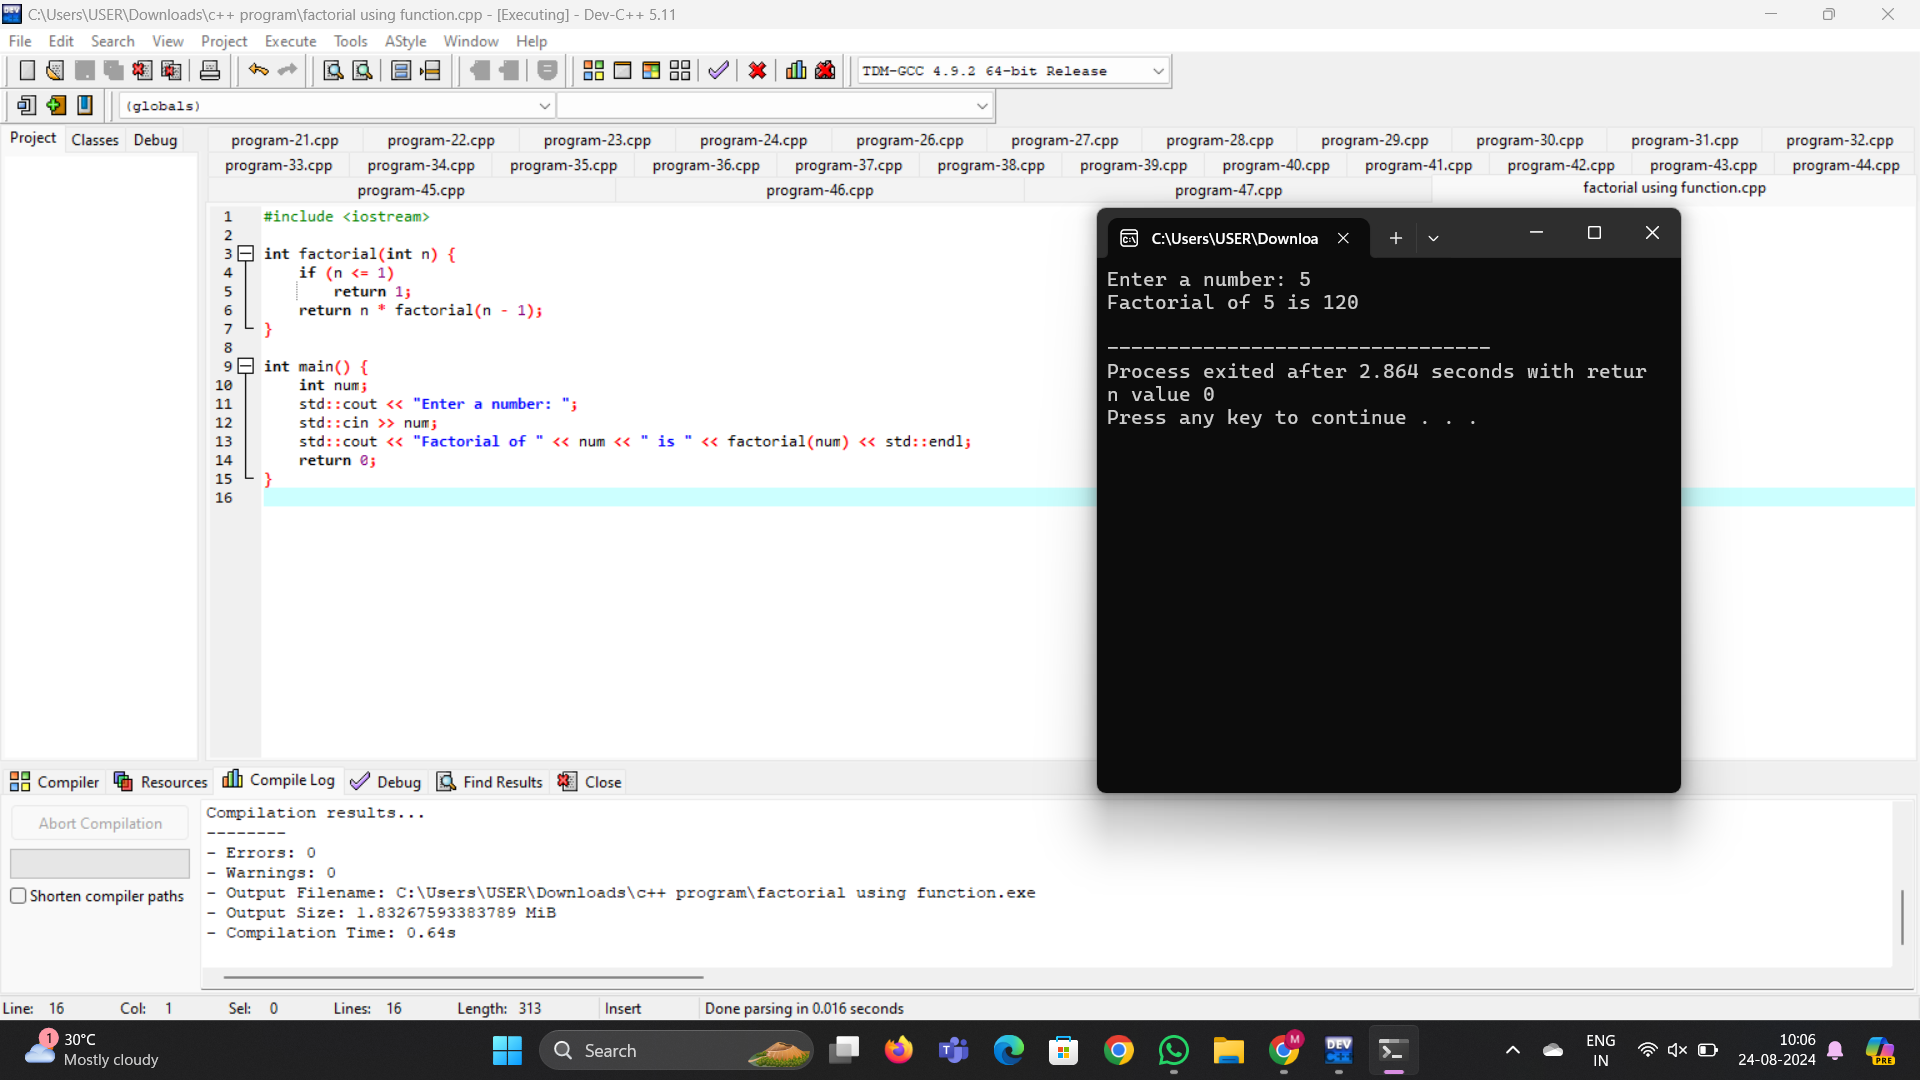 C:\Users\USER\Downloads\c++ program\factorial using function.cpp - [Executing] - Dev-C++ 5.11
File Edit Search View Project Execute Tools AStyle Window Help
TDM-GCC 4.9.2 64-bit Release
(globals)
Project Classes Debug
program-21.cpp program-22.cpp program-23.cpp program-24.cpp program-26.cpp program-27.cpp program-28.cpp program-29.cpp program-30.cpp program-31.cpp program-32.cpp
program-33.cpp program-34.cpp program-35.cpp program-36.cpp program-37.cpp program-38.cpp program-39.cpp program-40.cpp program-41.cpp program-42.cpp program-43.cpp program-44.cpp
program-45.cpp program-46.cpp program-47.cpp factorial using function.cpp
1 #include <iostream>
2
3 int factorial(int n) {
4 if (n <= 1)
5 return 1;
6 return n * factorial(n - 1);
7 }
8
9 int main() {
10 int num;
11 std::cout << "Enter a number: ";
12 std::cin >> num;
13 std::cout << "Factorial of " << num << " is " << factorial(num) << std::endl;
14 return 0;
15 }
16
C:\Users\USER\Downloa
Enter a number: 5
Factorial of 5 is 120
--------------------------------
Process exited after 2.864 seconds with retur
n value 0
Press any key to continue . . .
Compiler Resources Compile Log Debug Find Results Close
Abort Compilation
Shorten compiler paths
Compilation results...
--------
- Errors: 0
- Warnings: 0
- Output Filename: C:\Users\USER\Downloads\c++ program\factorial using function.exe
- Output Size: 1.83267593383789 MiB
- Compilation Time: 0.64s
Line: 16 Col: 1 Sel: 0 Lines: 16 Length: 313 Insert Done parsing in 0.016 seconds
1
30°C
Mostly cloudy
Search
M
DEV
PRE
ENG
IN
10:06
24-08-2024